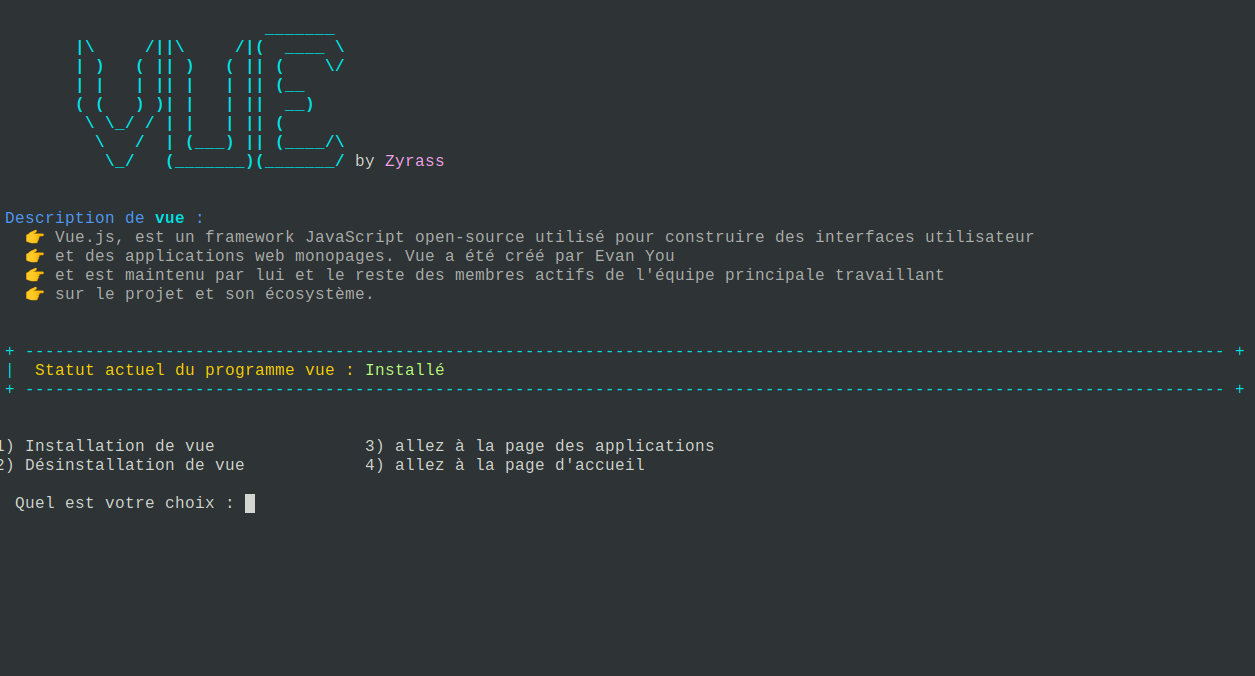 _______
|\     /||\     /|(  ____ \
| )   ( || )   ( || (    \/
| |   | || |   | || (__
( (   ) )| |   | ||  __)
 \ \_/ / | |   | || (
  \   /  | (___) || (____/\
   \_/   (_______)(_______/ by Zyrass
Description de vue :
👉 Vue.js, est un framework JavaScript open-source utilisé pour construire des interfaces utilisateur
👉 et des applications web monopages. Vue a été créé par Evan You
👉 et est maintenu par lui et le reste des membres actifs de l'équipe principale travaillant
👉 sur le projet et son écosystème.
+ ------------------------------------------------------------------------------------------------------------------------ +
|  Statut actuel du programme vue : Installé
+ ------------------------------------------------------------------------------------------------------------------------ +
1) Installation de vue               3) allez à la page des applications
2) Désinstallation de vue            4) allez à la page d'accueil
Quel est votre choix :